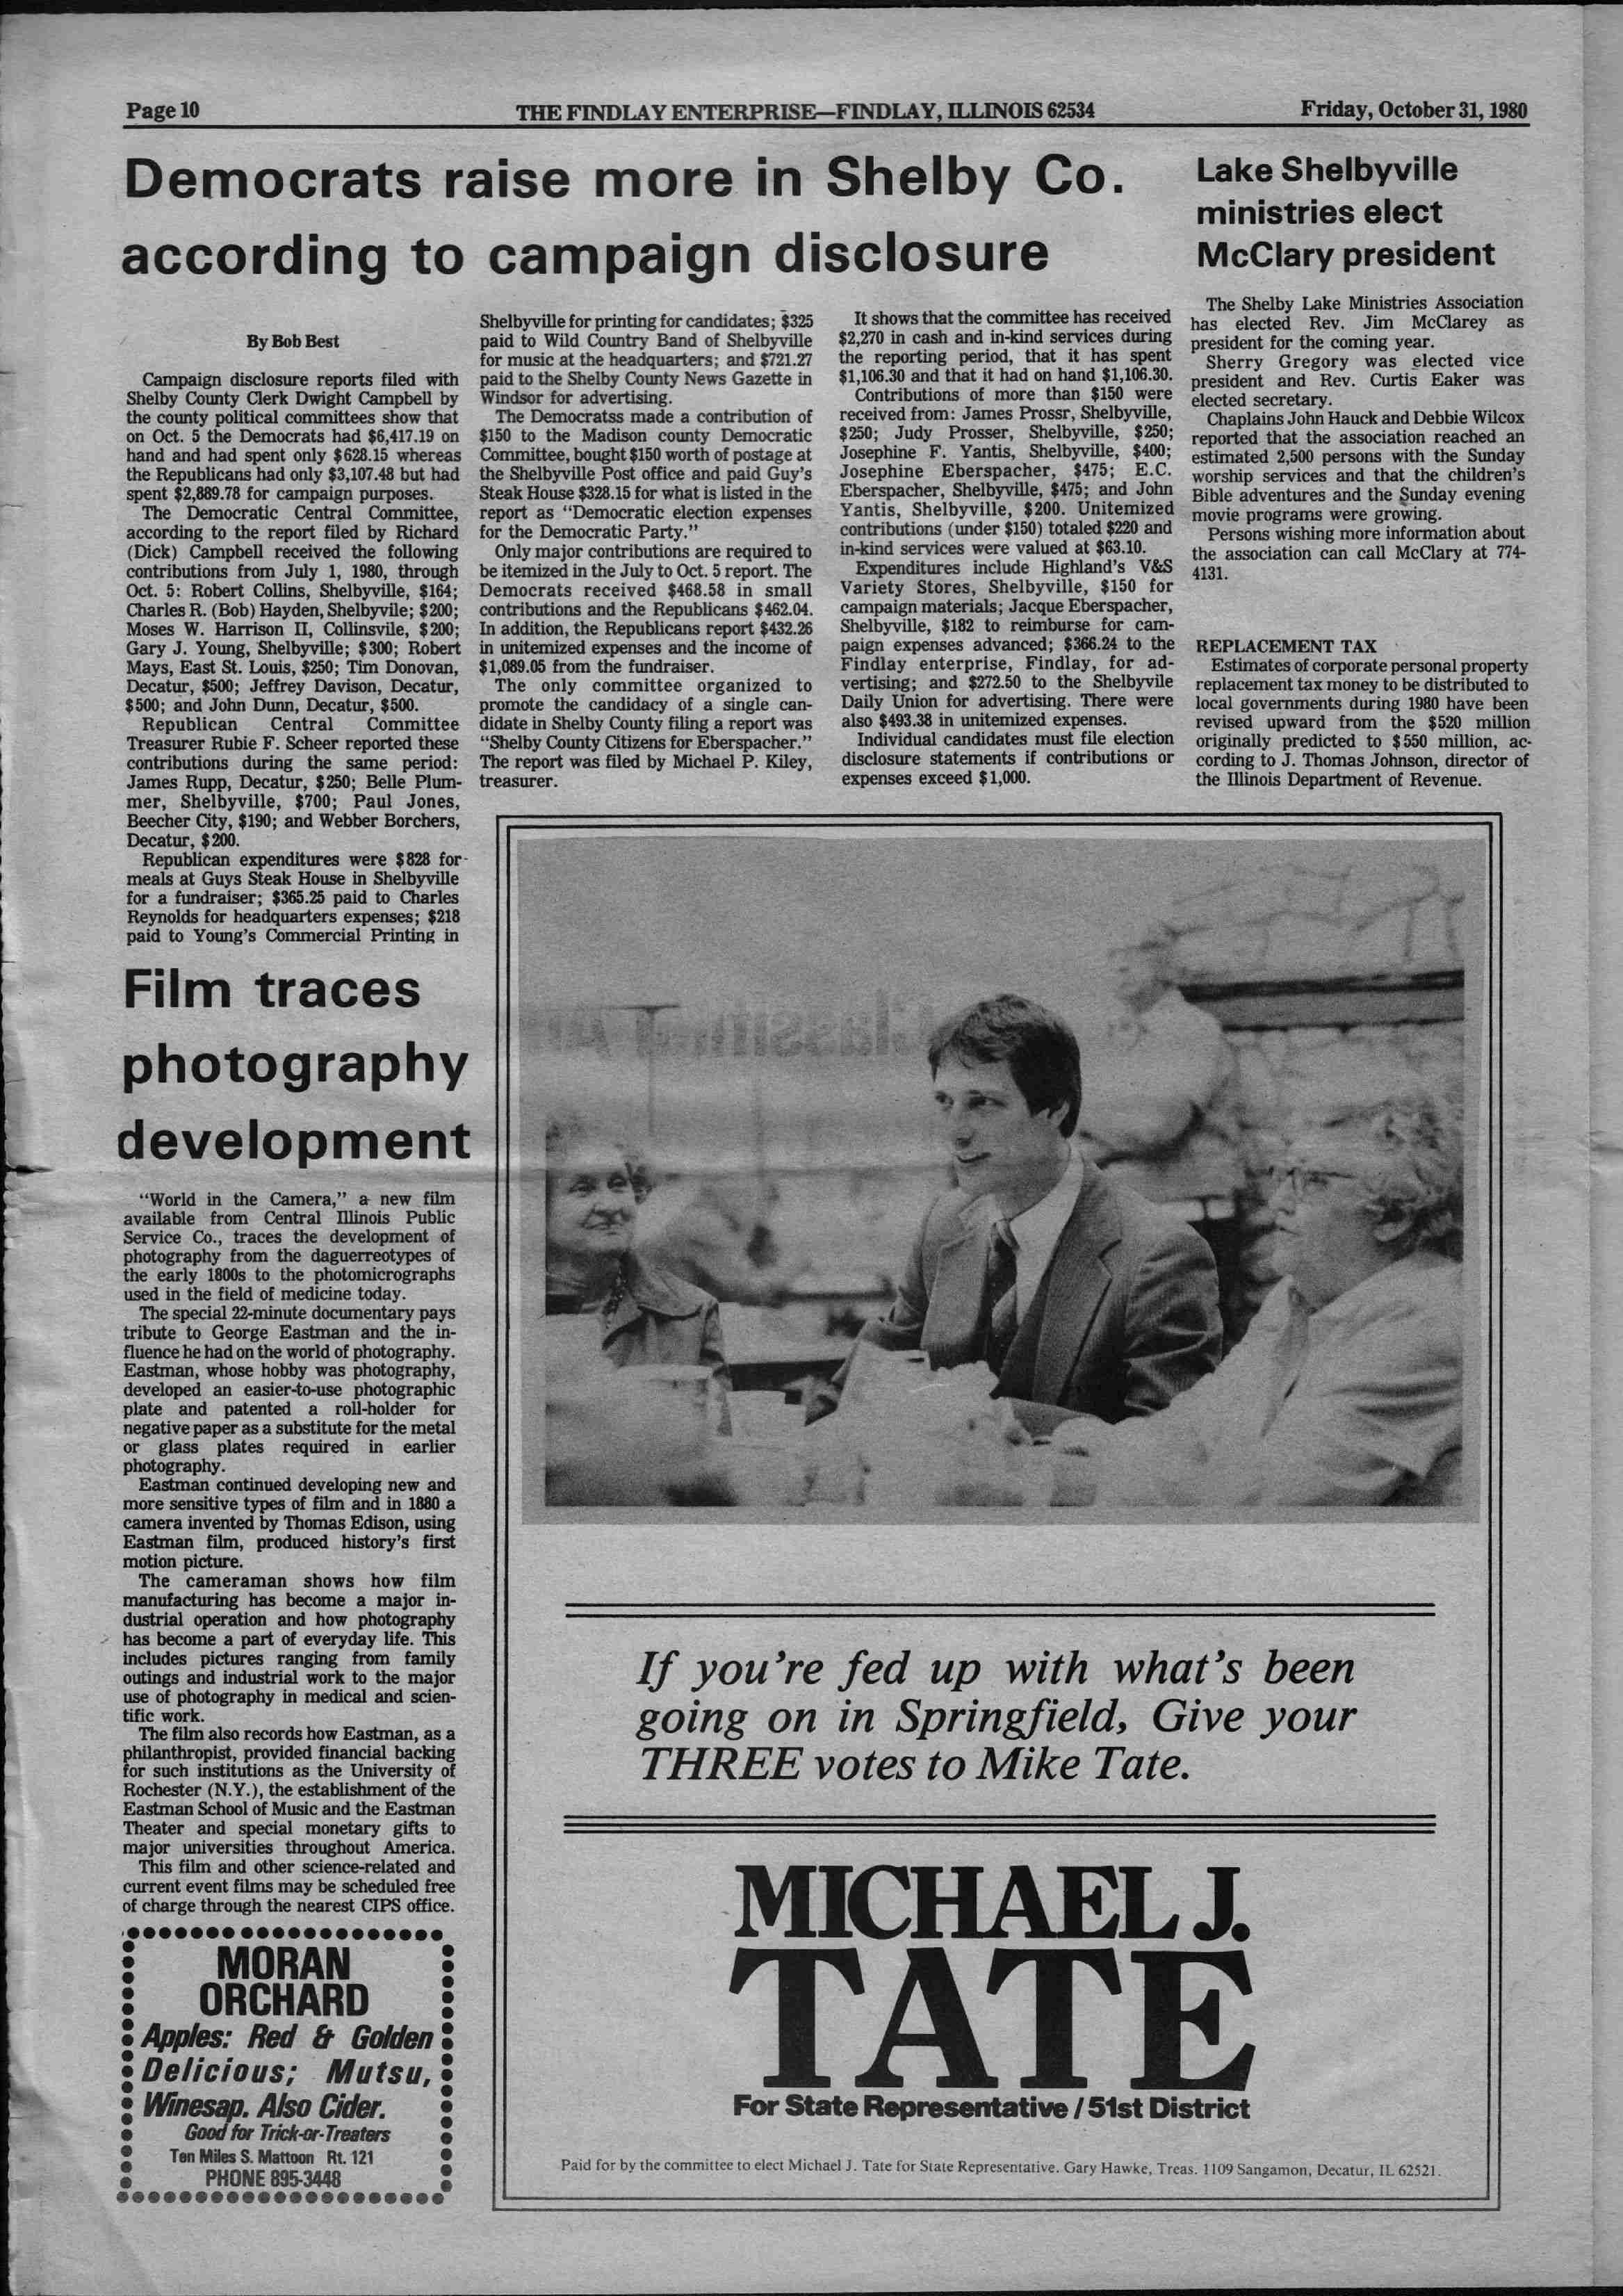 Page 10
THE FINDLAY ENTERPRISE—FINDLAY, ILLINOIS 62534
Friday, October 31, 1980
Democrats raise more in Shelby Co.
according to campaign disclosure
By Bob Best
Campaign disclosure reports filed with
Shelby County Clerk Dwight Campbell by
the county political committees show that
on Oct. 5 the Democrats had $6,417.19 on
hand and had spent only $628.15 whereas
the Republicans had only $3,107.48 but had
spent $2,889.78 for campaign purposes.
The Democratic Central Committee,
according to the report filed by Richard
(Dick) Campbell received the following
contributions from July 1, 1980, through
Oct. 5: Robert Collins, Shelbyville, $164;
Charles R. (Bob) Hayden, Shelbyvile; $200;
Moses W. Harrison II, Collinsvile, $200;
Gary J. Young, Shelbyville; $300; Robert
Mays, East St. Louis, $250; Tim Donovan,
Decatur, $500; Jeffrey Davison, Decatur,
$500; and John Dunn, Decatur, $500.
Republican Central Committee
Treasurer Rubie F. Scheer reported these
contributions during the same period:
James Rupp, Decatur, $250; Belle Plum-
mer, Shelbyville, $700; Paul Jones,
Beecher City, $190; and Webber Borchers,
Decatur, $200.
Republican expenditures were $828 for
meals at Guys Steak House in Shelbyville
for a fundraiser; $365.25 paid to Charles
Reynolds for headquarters expenses; $218
paid to Young's Commercial Printing in
Shelbyville for printing for candidates; $325
paid to Wild Country Band of Shelbyville
for music at the headquarters; and $721.27
paid to the Shelby County News Gazette in
Windsor for advertising.
The Democratss made a contribution of
$150 to the Madison county Democratic
Committee, bought $150 worth of postage at
the Shelbyville Post office and paid Guy's
Steak House $328.15 for what is listed in the
report as "Democratic election expenses
for the Democratic Party."
Only major contributions are required to
be itemized in the July to Oct. 5 report. The
Democrats received $468.58 in small
contributions and the Republicans $462.04.
In addition, the Republicans report $432.26
in unitemized expenses and the income of
$1,089.05 from the fundraiser.
The only committee organized to
promote the candidacy of a single can-
didate in Shelby County filing a report was
"Shelby County Citizens for Eberspacher."
The report was filed by Michael P. Kiley,
treasurer.
It shows that the committee has received
$2,270 in cash and in-kind services during
the reporting period, that it has spent
$1,106.30 and that it had on hand $1,106.30.
Contributions of more than $150 were
received from: James Prossr, Shelbyville,
$250; Judy Prosser, Shelbyville, $250;
Josephine F. Yantis, Shelbyville, $400;
Josephine Eberspacher, $475; E.C.
Eberspacher, Shelbyville, $475; and John
Yantis, Shelbyville, $200. Unitemized
contributions (under $150) totaled $220 and
in-kind services were valued at $63.10.
Expenditures include Highland's V&S
Variety Stores, Shelbyville, $150 for
campaign materials; Jacque Eberspacher,
Shelbyville, $182 to reimburse for cam-
paign expenses advanced; $366.24 to the
Findlay enterprise, Findlay, for ad-
vertising; and $272.50 to the Shelbyvile
Daily Union for advertising. There were
also $493.38 in unitemized expenses.
Individual candidates must file election
disclosure statements if contributions or
expenses exceed $1,000.
Lake Shelbyville
ministries elect
McClary president
The Shelby Lake Ministries Association
has elected Rev. Jim McClarey as
president for the coming year.
Sherry Gregory was elected vice
president and Rev. Curtis Eaker was
elected secretary.
Chaplains John Hauck and Debbie Wilcox
reported that the association reached an
estimated 2,500 persons with the Sunday
worship services and that the children's
Bible adventures and the Sunday evening
movie programs were growing.
Persons wishing more information about
the association can call McClary at 774-
4131.
REPLACEMENT TAX
Estimates of corporate personal property
replacement tax money to be distributed to
local governments during 1980 have been
revised upward from the $520 million
originally predicted to $550 million, ac-
cording to J. Thomas Johnson, director of
the Illinois Department of Revenue.
Film traces
photography
development
"World in the Camera," a new film
available from Central Illinois Public
Service Co., traces the development of
photography from the daguerreotypes of
the early 1800s to the photomicrographs
used in the field of medicine today.
The special 22-minute documentary pays
tribute to George Eastman and the in-
fluence he had on the world of photography.
Eastman, whose hobby was photography,
developed an easier-to-use photographic
plate and patented a roll-holder for
negative paper as a substitute for the metal
or glass plates required in earlier
photography.
Eastman continued developing new and
more sensitive types of film and in 1880 a
camera invented by Thomas Edison, using
Eastman film, produced history's first
motion picture.
The cameraman shows how film
manufacturing has become a major in-
dustrial operation and how photography
has become a part of everyday life. This
includes pictures ranging from family
outings and industrial work to the major
use of photography in medical and scien-
tific work.
The film also records how Eastman, as a
philanthropist, provided financial backing
for such institutions as the University of
Rochester (N.Y.), the establishment of the
Eastman School of Music and the Eastman
Theater and special monetary gifts to
major universities throughout America.
This film and other science-related and
current event films may be scheduled free
of charge through the nearest CIPS office.
MORAN
ORCHARD
Apples: Red & Golden
Delicious; Mutsu,
Winesap. Also Cider.
Good for Trick-or-Treaters
Ten Miles S. Mattoon Rt. 121
PHONE 895-3448
If you're fed up with what's been
going on in Springfield, Give your
THREE votes to Mike Tate.
MICHAEL J.
TATE
For State Representative / 51st District
Paid for by the committee to elect Michael J. Tate for State Representative. Gary Hawke, Treas. 1109 Sangamon, Decatur, IL 62521.